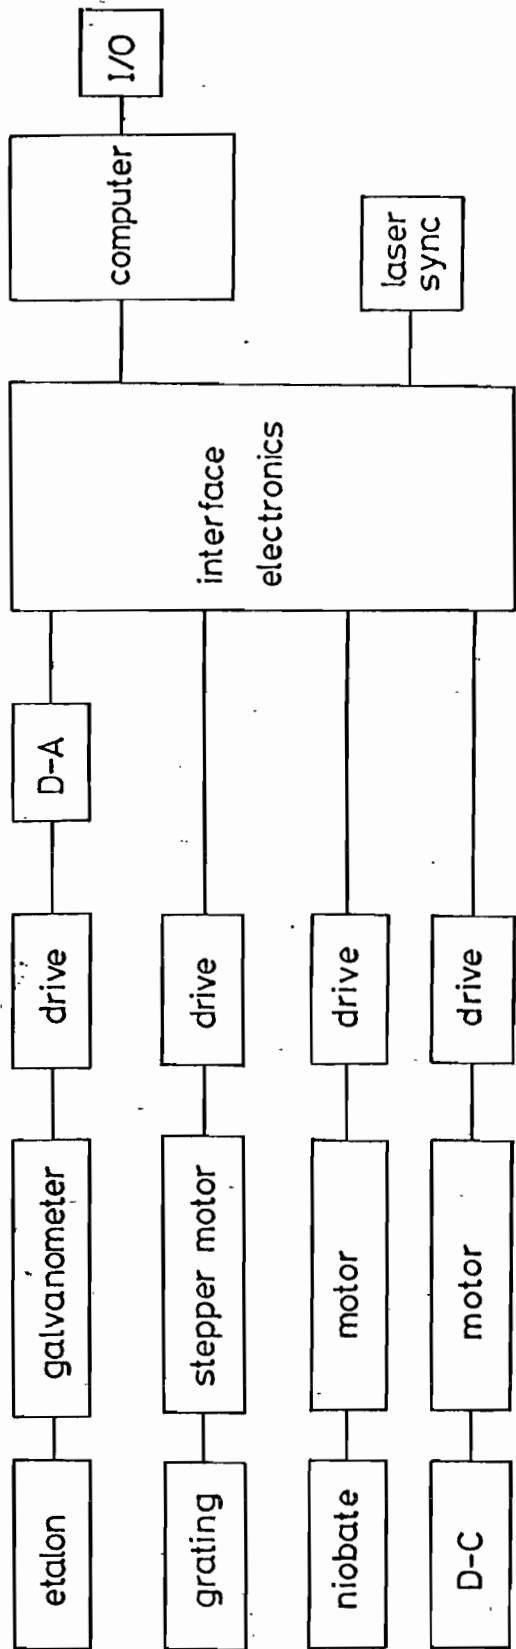 etalon
galvanometer
drive
D-A
grating
stepper motor
drive
niobate
motor
drive
D-C
motor
drive
interface
electronics
computer
I/O
laser
sync